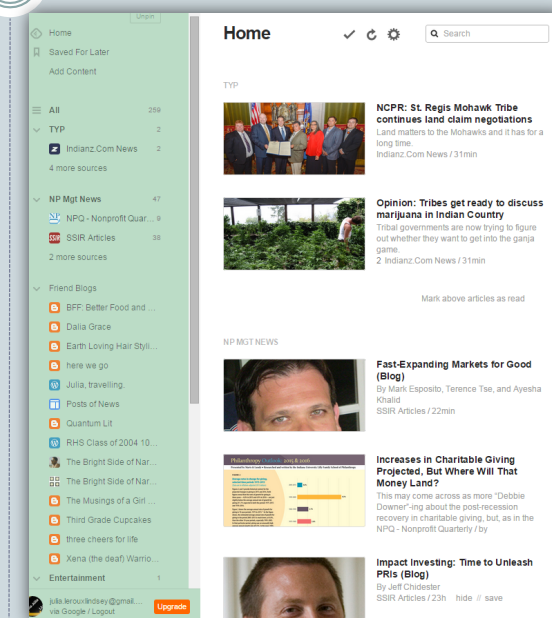 Unpin
Home
Saved For Later
Add Content
All 259
TYP 2
Indianz.Com News 2
4 more sources
NP Mgt News 47
NPQ - Nonprofit Quar... 9
SSIR Articles 38
2 more sources
Friend Blogs
BFF: Better Food and ...
Dalia Grace
Earth Loving Hair Styli...
here we go
Julia, travelling.
Posts of News
Quantum Lit
RHS Class of 2004 10...
The Bright Side of Nar...
The Bright Side of Nar...
The Musings of a Girl ...
Third Grade Cupcakes
three cheers for life
Xena (the deaf) Warrio...
Entertainment 1
julia.lerouxlindsey@gmail....
via Google / Logout
Upgrade
Home
Search
TYP
NCPR: St. Regis Mohawk Tribe
continues land claim negotiations
Land matters to the Mohawks and it has for a
long time.
Indianz.Com News / 31min
Opinion: Tribes get ready to discuss
marijuana in Indian Country
Tribal governments are now trying to figure
out whether they want to get into the ganja
game.
2 Indianz.Com News / 31min
Mark above articles as read
NP MGT NEWS
Fast-Expanding Markets for Good
(Blog)
By Mark Esposito, Terence Tse, and Ayesha
Khalid
SSIR Articles / 22min
Philanthropy Outlook: 2015 & 2016
Increases in Charitable Giving
Projected, But Where Will That
Money Land?
This may come across as more "Debbie
Downer"-ing about the post-recession
recovery in charitable giving, but, as in the
NPQ - Nonprofit Quarterly / by
Impact Investing: Time to Unleash
PRIs (Blog)
By Jeff Chidester
SSIR Articles / 23h hide // save